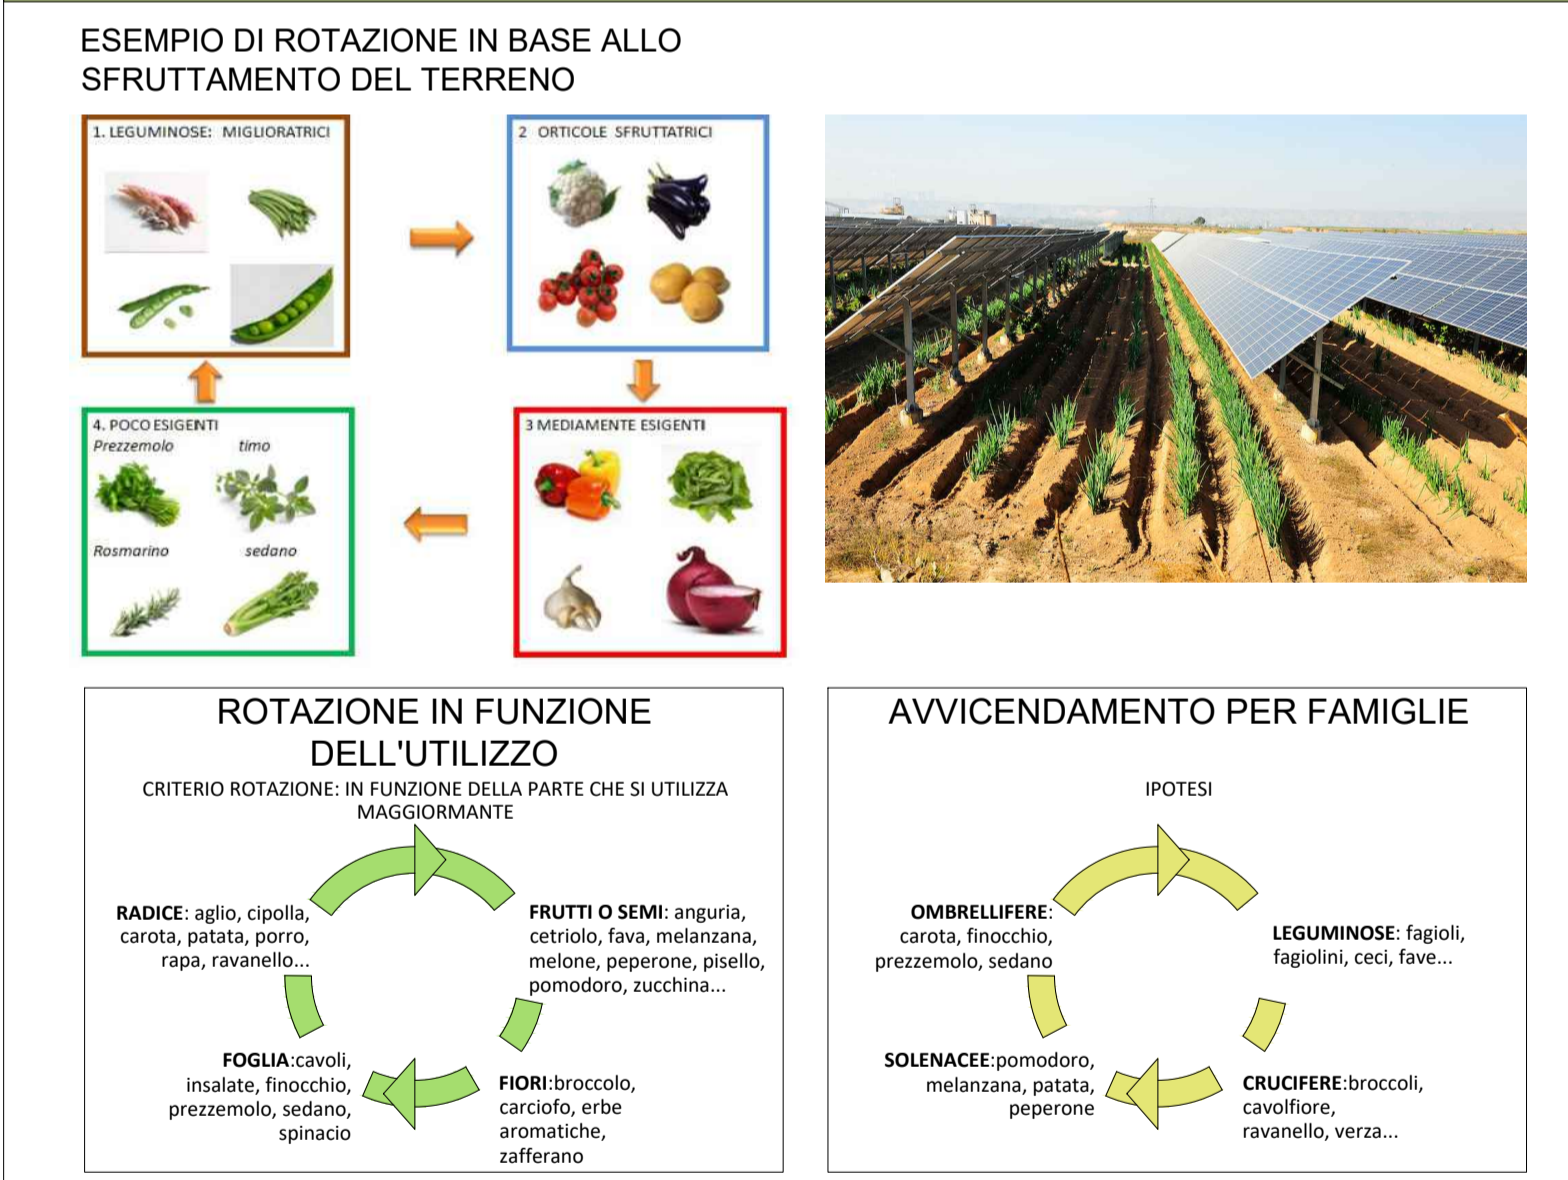 ESEMPIO DI ROTAZIONE IN BASE ALLO
SFRUTTAMENTO DEL TERRENO
1. LEGUMINOSE: MIGLIORATRICI
2 ORTICOLE SFRUTTATRICI
4. POCO ESIGENTI
Prezzemolo timo
Rosmarino sedano
3 MEDIAMENTE ESIGENTI
ROTAZIONE IN FUNZIONE
DELL'UTILIZZO
CRITERIO ROTAZIONE: IN FUNZIONE DELLA PARTE CHE SI UTILIZZA
MAGGIORMANTE
RADICE: aglio, cipolla,
carota, patata, porro,
rapa, ravanello...
FRUTTI O SEMI: anguria,
cetriolo, fava, melanzana,
melone, peperone, pisello,
pomodoro, zucchina...
FOGLIA:cavoli,
insalate, finocchio,
prezzemolo, sedano,
spinacio
FIORI:broccolo,
carciofo, erbe
aromatiche,
zafferano
AVVICENDAMENTO PER FAMIGLIE
IPOTESI
OMBRELLIFERE:
carota, finocchio,
prezzemolo, sedano
LEGUMINOSE: fagioli,
fagiolini, ceci, fave...
SOLENACEE:pomodoro,
melanzana, patata,
peperone
CRUCIFERE:broccoli,
cavolfiore,
ravanello, verza...